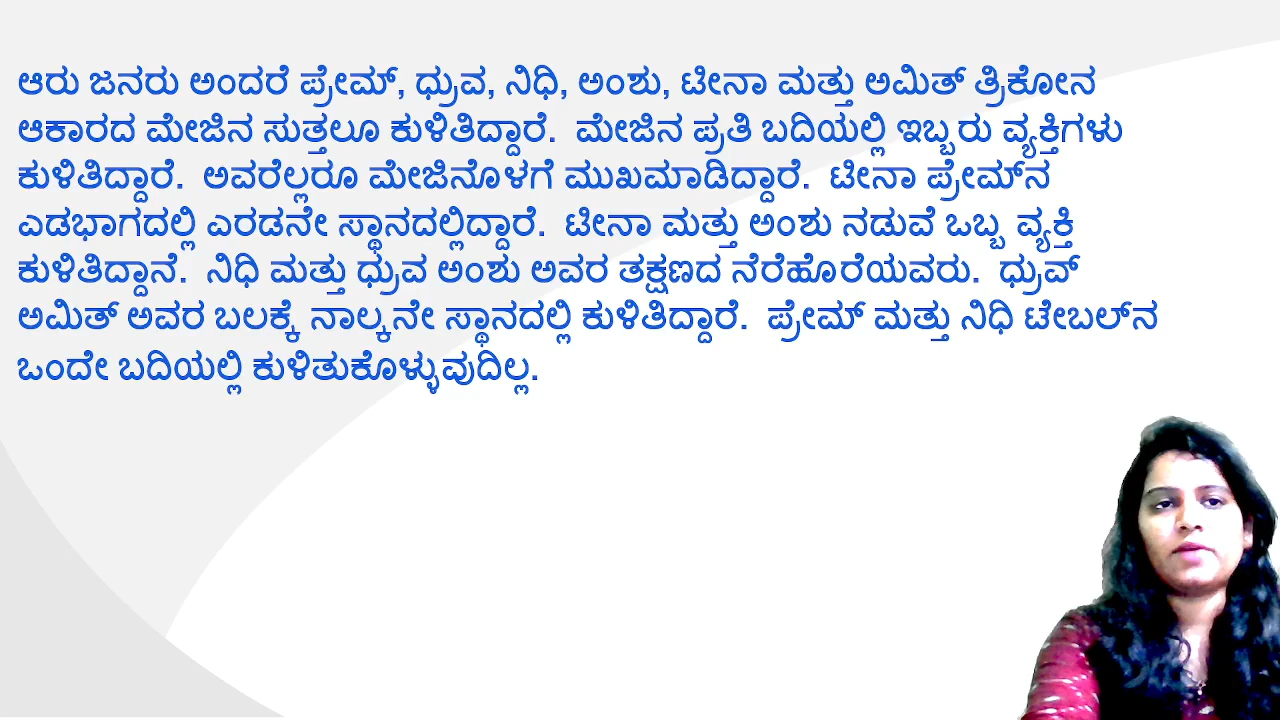 ಆರು ಜನರು ಅಂದರೆ ಪ್ರೇಮ್, ಧ್ರುವ, ನಿಧಿ, ಅಂಶು, ಟೀನಾ ಮತ್ತು ಅಮಿತ್ ತ್ರಿಕೋನ
ಆಕಾರದ ಮೇಜಿನ ಸುತ್ತಲೂ ಕುಳಿತಿದ್ದಾರೆ. ಮೇಜಿನ ಪ್ರತಿ ಬದಿಯಲ್ಲಿ ಇಬ್ಬರು ವ್ಯಕ್ತಿಗಳು
ಕುಳಿತಿದ್ದಾರೆ. ಅವರೆಲ್ಲರೂ ಮೇಜಿನೊಳಗೆ ಮುಖಮಾಡಿದ್ದಾರೆ. ಟೀನಾ ಪ್ರೇಮ್‌ನ
ಎಡಭಾಗದಲ್ಲಿ ಎರಡನೇ ಸ್ಥಾನದಲ್ಲಿದ್ದಾರೆ. ಟೀನಾ ಮತ್ತು ಅಂಶು ನಡುವೆ ಒಬ್ಬ ವ್ಯಕ್ತಿ
ಕುಳಿತಿದ್ದಾನೆ. ನಿಧಿ ಮತ್ತು ಧ್ರುವ ಅಂಶು ಅವರ ತಕ್ಷಣದ ನೆರೆಹೊರೆಯವರು. ಧ್ರುವ್
ಅಮಿತ್ ಅವರ ಬಲಕ್ಕೆ ನಾಲ್ಕನೇ ಸ್ಥಾನದಲ್ಲಿ ಕುಳಿತಿದ್ದಾರೆ. ಪ್ರೇಮ್ ಮತ್ತು ನಿಧಿ ಟೇಬಲ್‌ನ
ಒಂದೇ ಬದಿಯಲ್ಲಿ ಕುಳಿತುಕೊಳ್ಳುವುದಿಲ್ಲ.